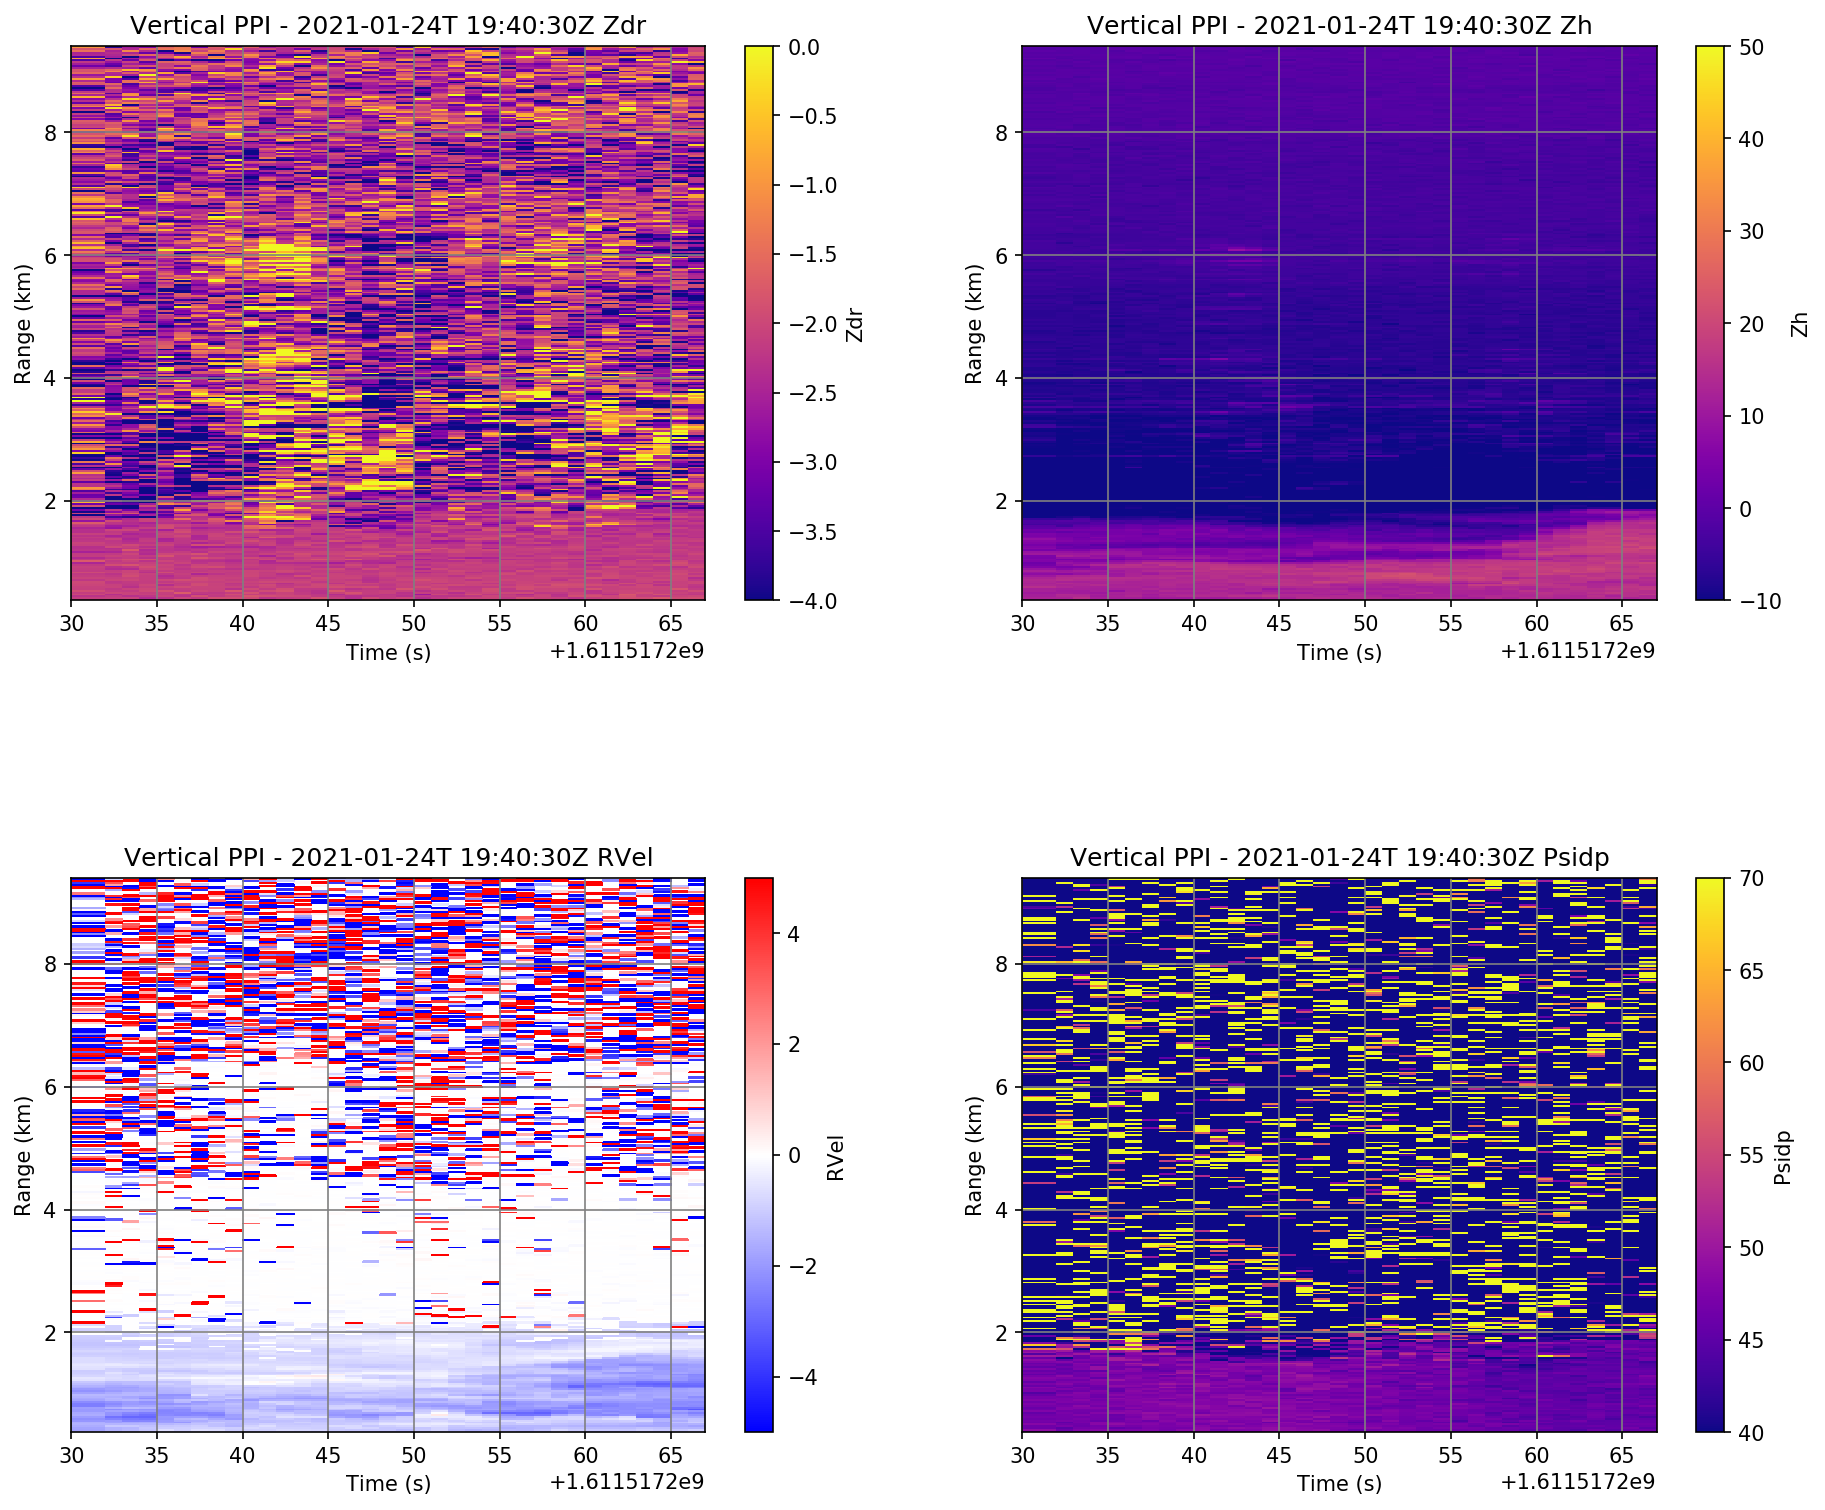 Vertical PPI - 2021-01-24T 19:40:30Z Zdr
Range (km)
8
6
4
2
30 35 40 45 50 55 60 65
Time (s)
+1.6115172e9
0.0
−0.5
−1.0
−1.5
−2.0
−2.5
−3.0
−3.5
−4.0
Zdr
Vertical PPI - 2021-01-24T 19:40:30Z Zh
Range (km)
8
6
4
2
30 35 40 45 50 55 60 65
Time (s)
+1.6115172e9
50
40
30
20
10
0
−10
Zh
Vertical PPI - 2021-01-24T 19:40:30Z RVel
Range (km)
8
6
4
2
30 35 40 45 50 55 60 65
Time (s)
+1.6115172e9
4
2
0
−2
−4
RVel
Vertical PPI - 2021-01-24T 19:40:30Z Psidp
Range (km)
8
6
4
2
30 35 40 45 50 55 60 65
Time (s)
+1.6115172e9
70
65
60
55
50
45
40
Psidp